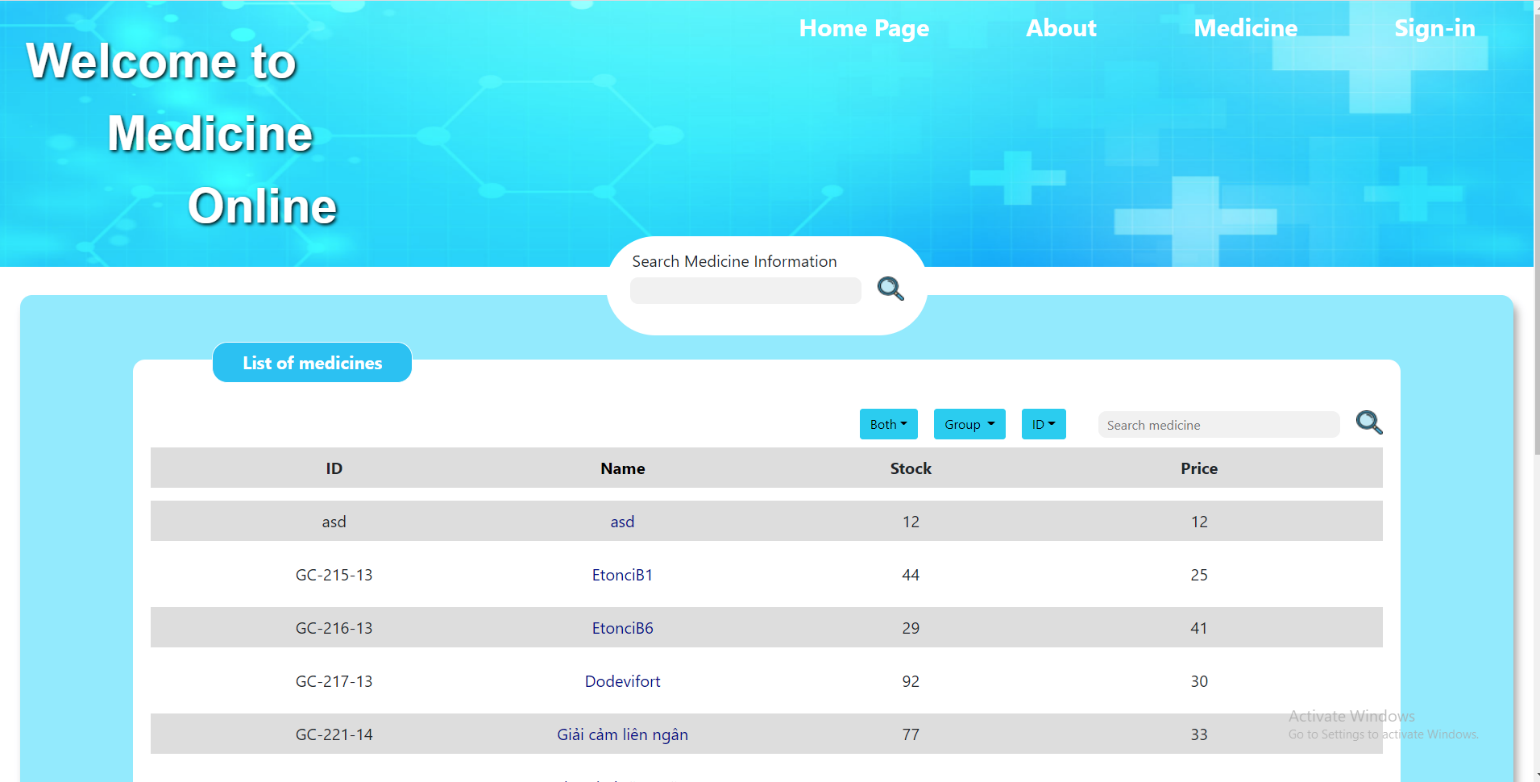 Home Page About Medicine Sign-in
Welcome to
Medicine
Online
Search Medicine Information
List of medicines
Both Group ID Search medicine
ID Name Stock Price
asd asd 12 12
GC-215-13 EtonciB1 44 25
GC-216-13 EtonciB6 29 41
GC-217-13 Dodevifort 92 30
GC-221-14 Giải cảm liên ngân 77 33
Activate Windows
Go to Settings to activate Windows.